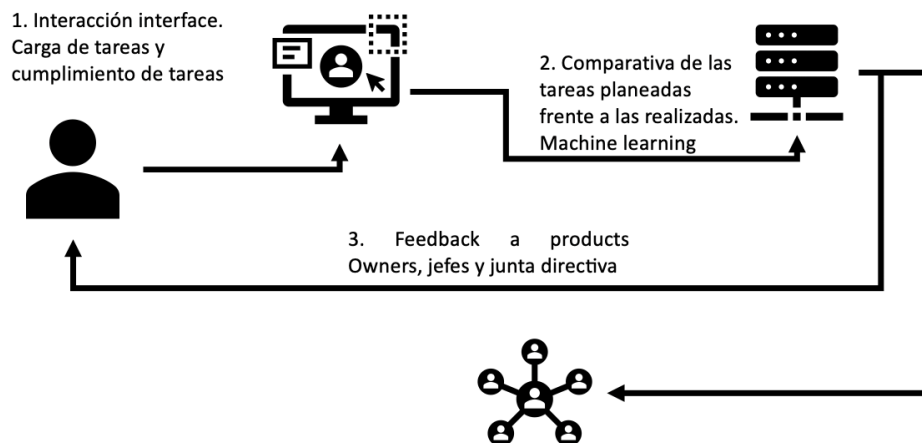 1. Interacción interface.
Carga de tareas y
cumplimiento de tareas
2. Comparativa de las
tareas planeadas
frente a las realizadas.
Machine learning
3. Feedback a products
Owners, jefes y junta directiva